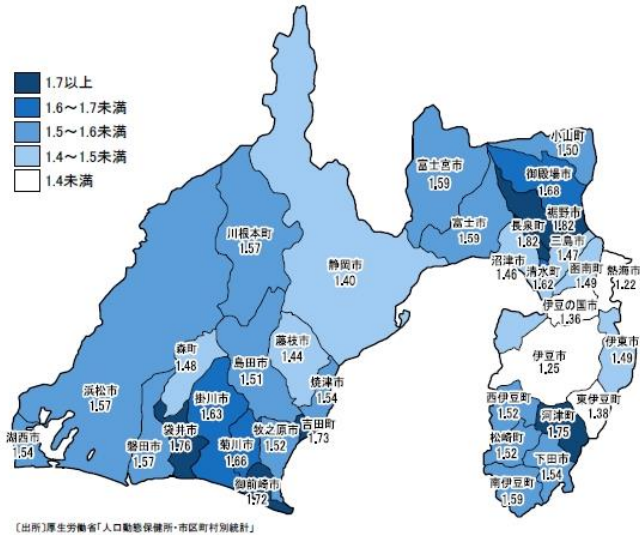 1.7以上
1.6～1.7未満
1.5～1.6未満
1.4～1.5未満
1.4未満
小山町
1.50
富士宮市
1.59
御殿場市
1.68
裾野市
1.82
長泉町
1.82
富士市
1.59
三島市
1.47
川根本町
1.57
静岡市
1.40
沼津市
1.46
清水町
1.62
函南町
1.49
熱海市
1.22
伊豆の国市
1.36
森町
1.48
藤枝市
1.44
島田市
1.51
伊豆市
1.25
伊東市
1.49
浜松市
1.57
掛川市
1.63
焼津市
1.54
西伊豆町
1.52
東伊豆町
1.38
湖西市
1.54
磐田市
1.57
袋井市
1.76
菊川市
1.66
牧之原市
1.52
吉田町
1.73
河津町
1.75
松崎町
1.52
下田市
1.54
御前崎市
1.72
南伊豆町
1.59
〔出所〕厚生労働省「人口動態保健所・市区町村別統計」